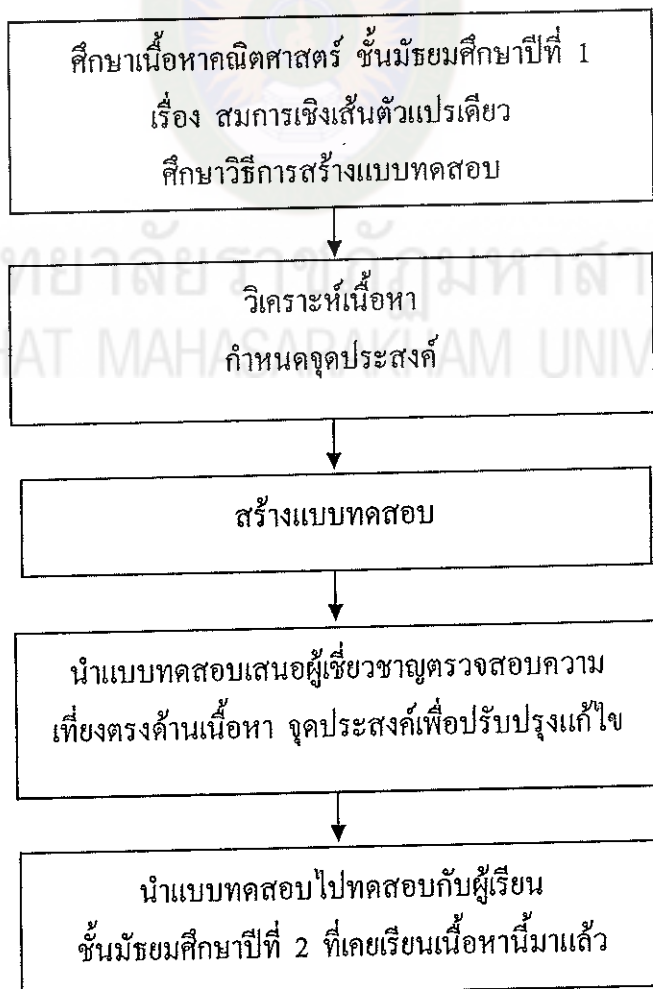 ศึกษาเนื้อหาคณิตศาสตร์ ชั้นมัธยมศึกษาปีที่ 1
เรื่อง สมการเชิงเส้นตัวแปรเดียว
ศึกษาวิธีการสร้างแบบทดสอบ
วิเคราะห์เนื้อหา
กำหนดจุดประสงค์
สร้างแบบทดสอบ
นำแบบทดสอบเสนอผู้เชี่ยวชาญตรวจสอบความ
เที่ยงตรงด้านเนื้อหา จุดประสงค์เพื่อปรับปรุงแก้ไข
นำแบบทดสอบไปทดสอบกับผู้เรียน
ชั้นมัธยมศึกษาปีที่ 2 ที่เคยเรียนเนื้อหานี้มาแล้ว